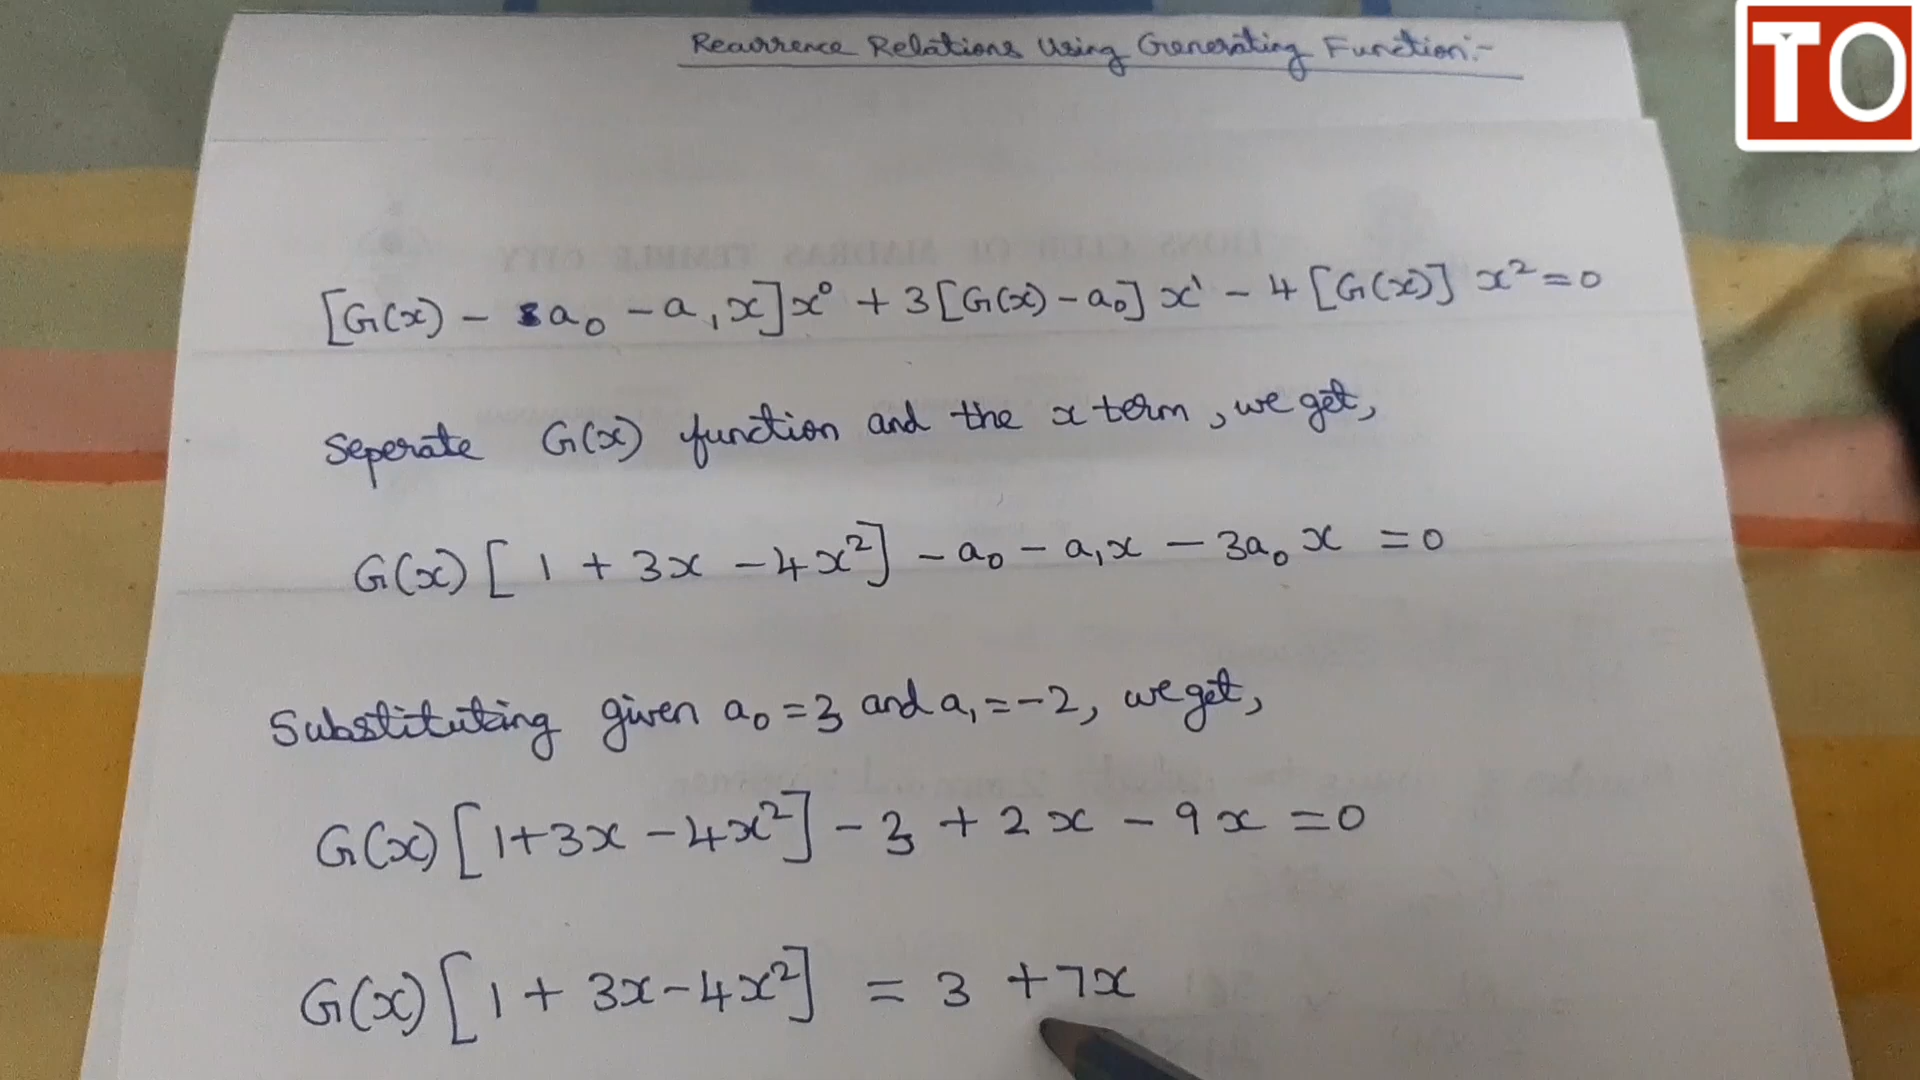 TO
Recurrence Relations Using Generating Function:-
[G(x) - a₀ - a₁x]x⁰ + 3[G(x) - a₀]x¹ - 4[G(x)]x² = 0
Seperate G(x) function and the x term, we get,
G(x)[1 + 3x - 4x²] - a₀ - a₁x - 3a₀x = 0
Substituting given a₀ = 3 and a₁ = -2, we get,
G(x)[1+3x - 4x²] - 3 + 2x - 9x = 0
G(x)[1 + 3x - 4x²] = 3 + 7x